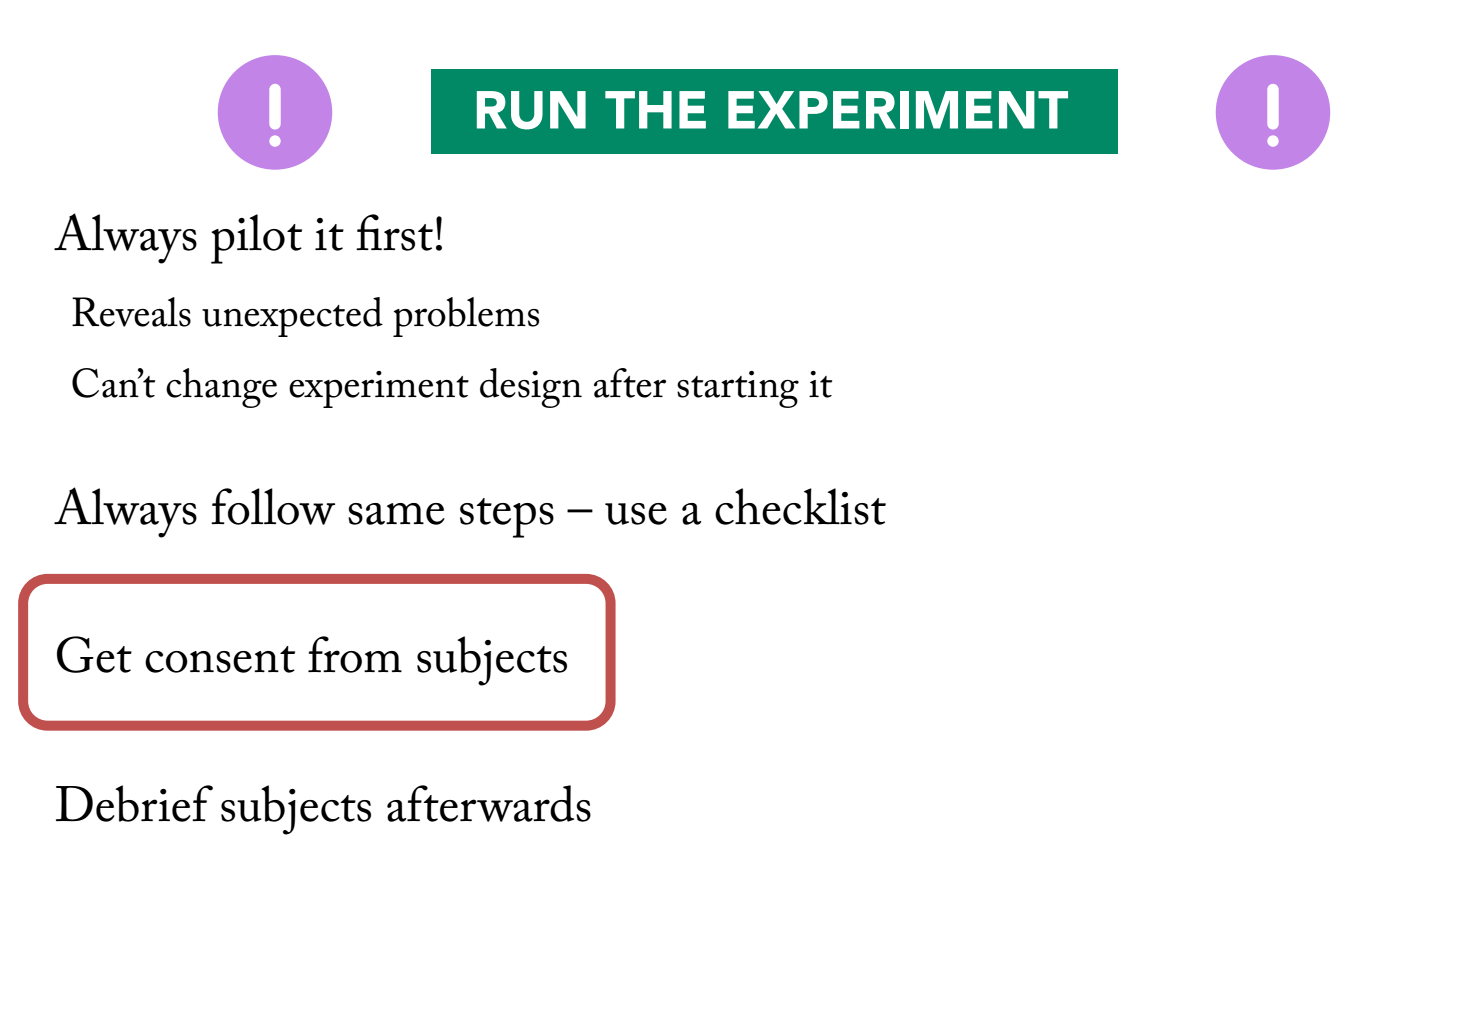 RUN THE EXPERIMENT
Always pilot it first!
Reveals unexpected problems
Can’t change experiment design after starting it
Always follow same steps – use a checklist
Get consent from subjects
Debrief subjects afterwards